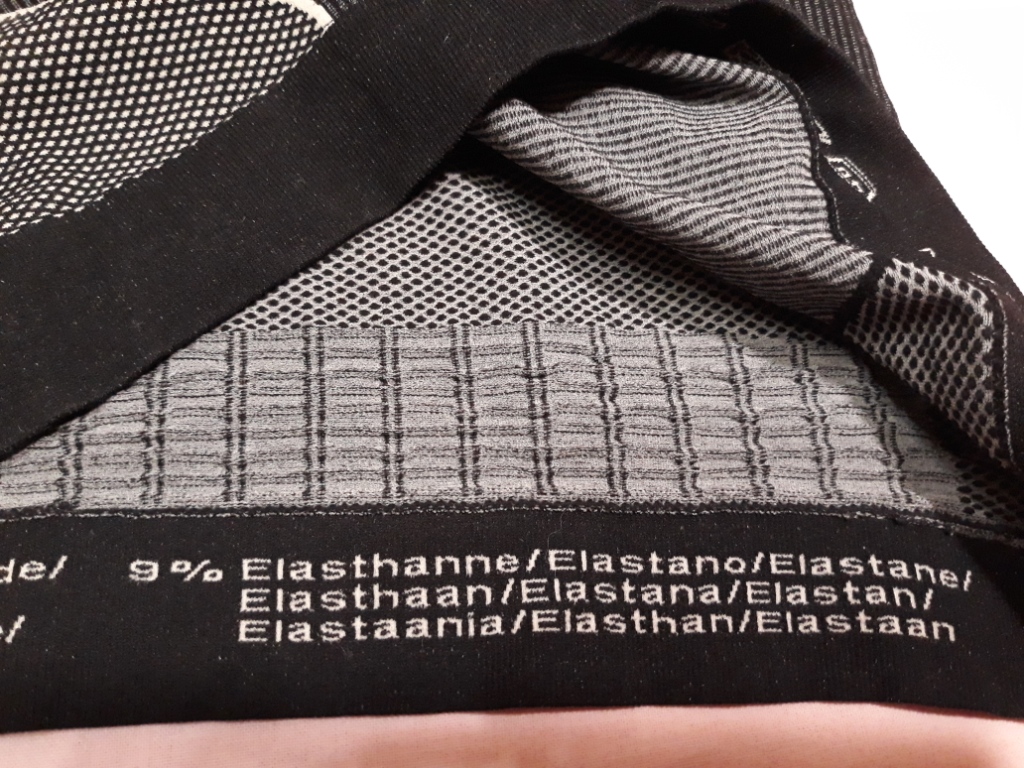 de/ 9% Elasthanne/Elastano/Elastane/
Elasthaan/Elastana/Elastan/
/ Elastaania/Elasthan/Elastaan